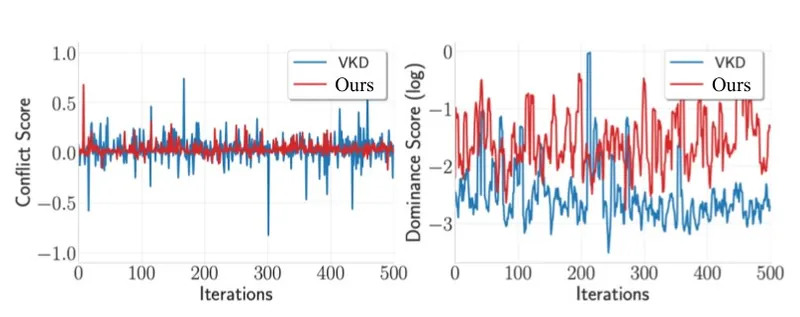 1.0
0.5
0.0
−0.5
−1.0
Conflict Score
0 100 200 300 400 500
Iterations
VKD
Ours
0
−1
−2
−3
Dominance Score (log)
0 100 200 300 400 500
Iterations
VKD
Ours